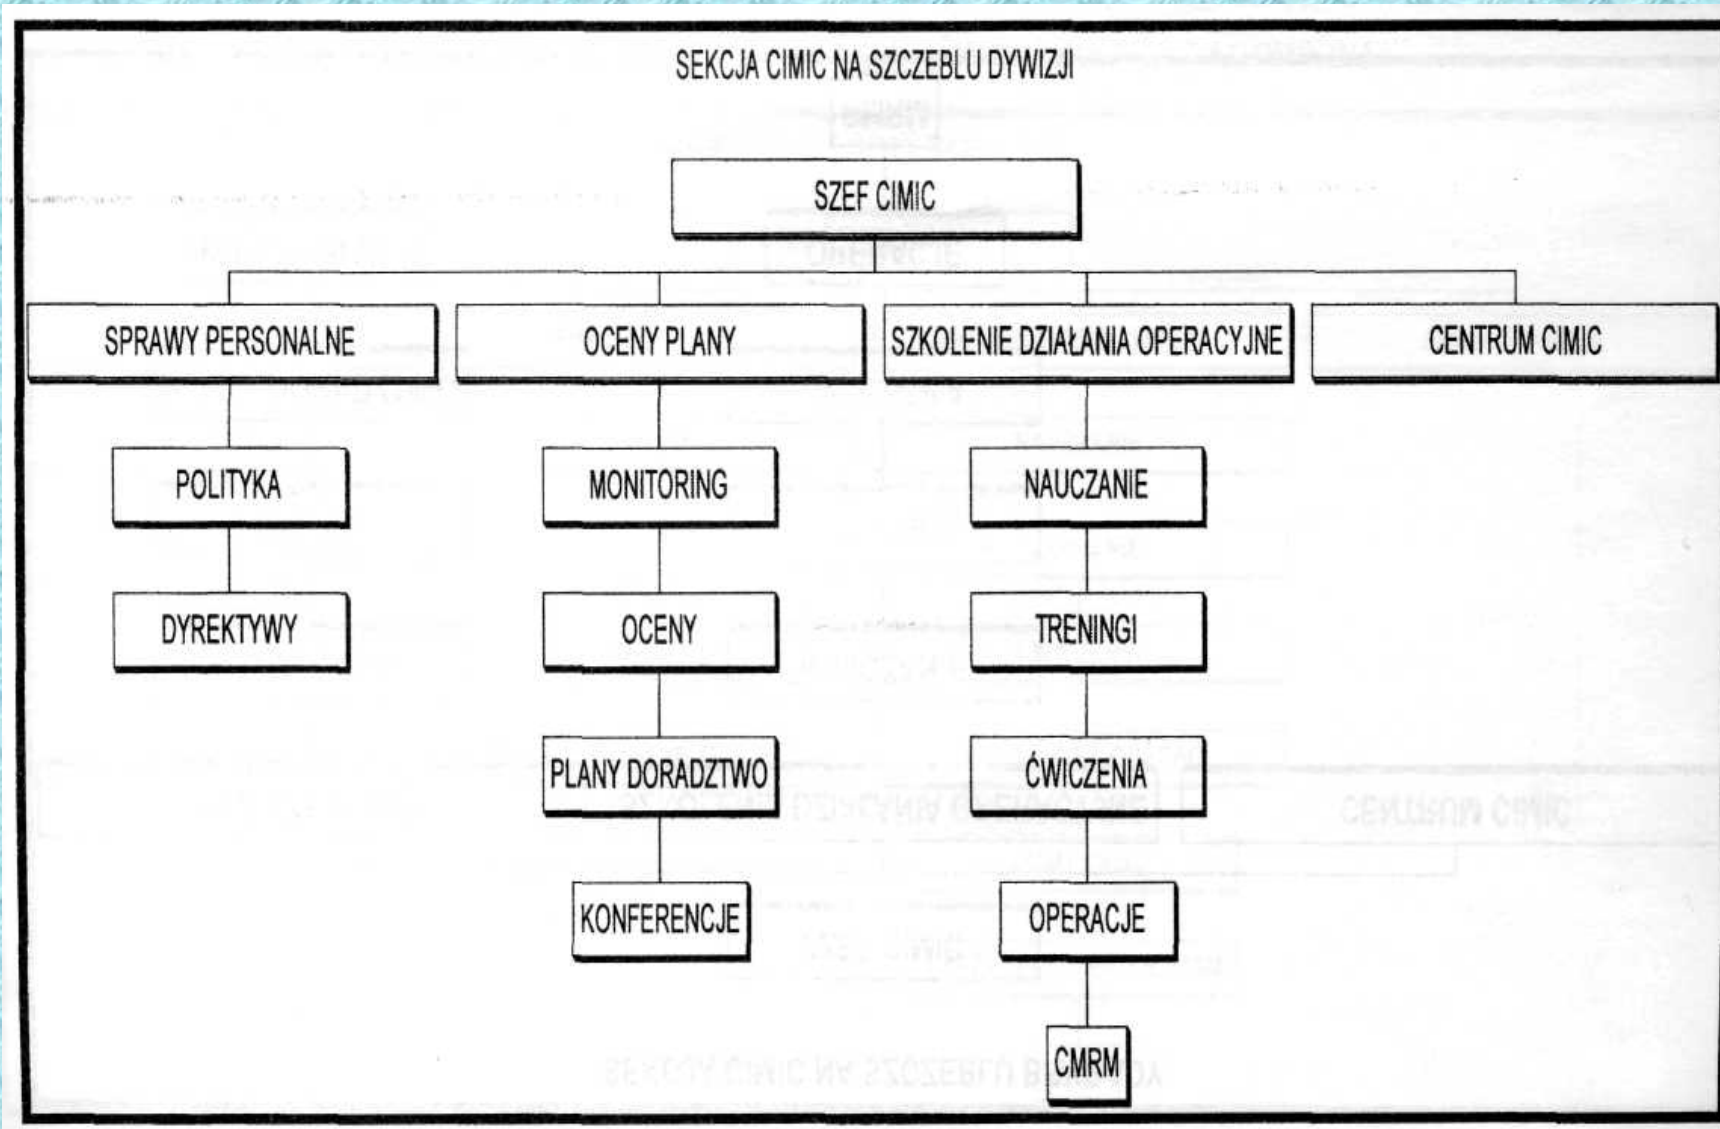 SEKCJA CIMIC NA SZCZEBLU DYWIZJI
SZEF CIMIC
SPRAWY PERSONALNE
OCENY PLANY
SZKOLENIE DZIAŁANIA OPERACYJNE
CENTRUM CIMIC
POLITYKA
MONITORING
NAUCZANIE
DYREKTYWY
OCENY
TRENINGI
PLANY DORADZTWO
ĆWICZENIA
KONFERENCJE
OPERACJE
CMRM